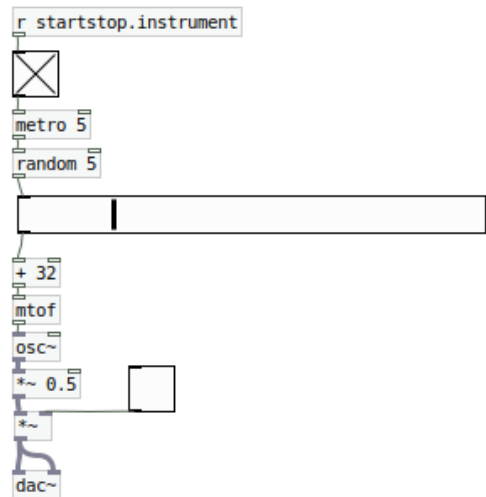 r startstop.instrument
metro 5
random 5
+ 32
mtof
osc~
*~ 0.5
*~
dac~